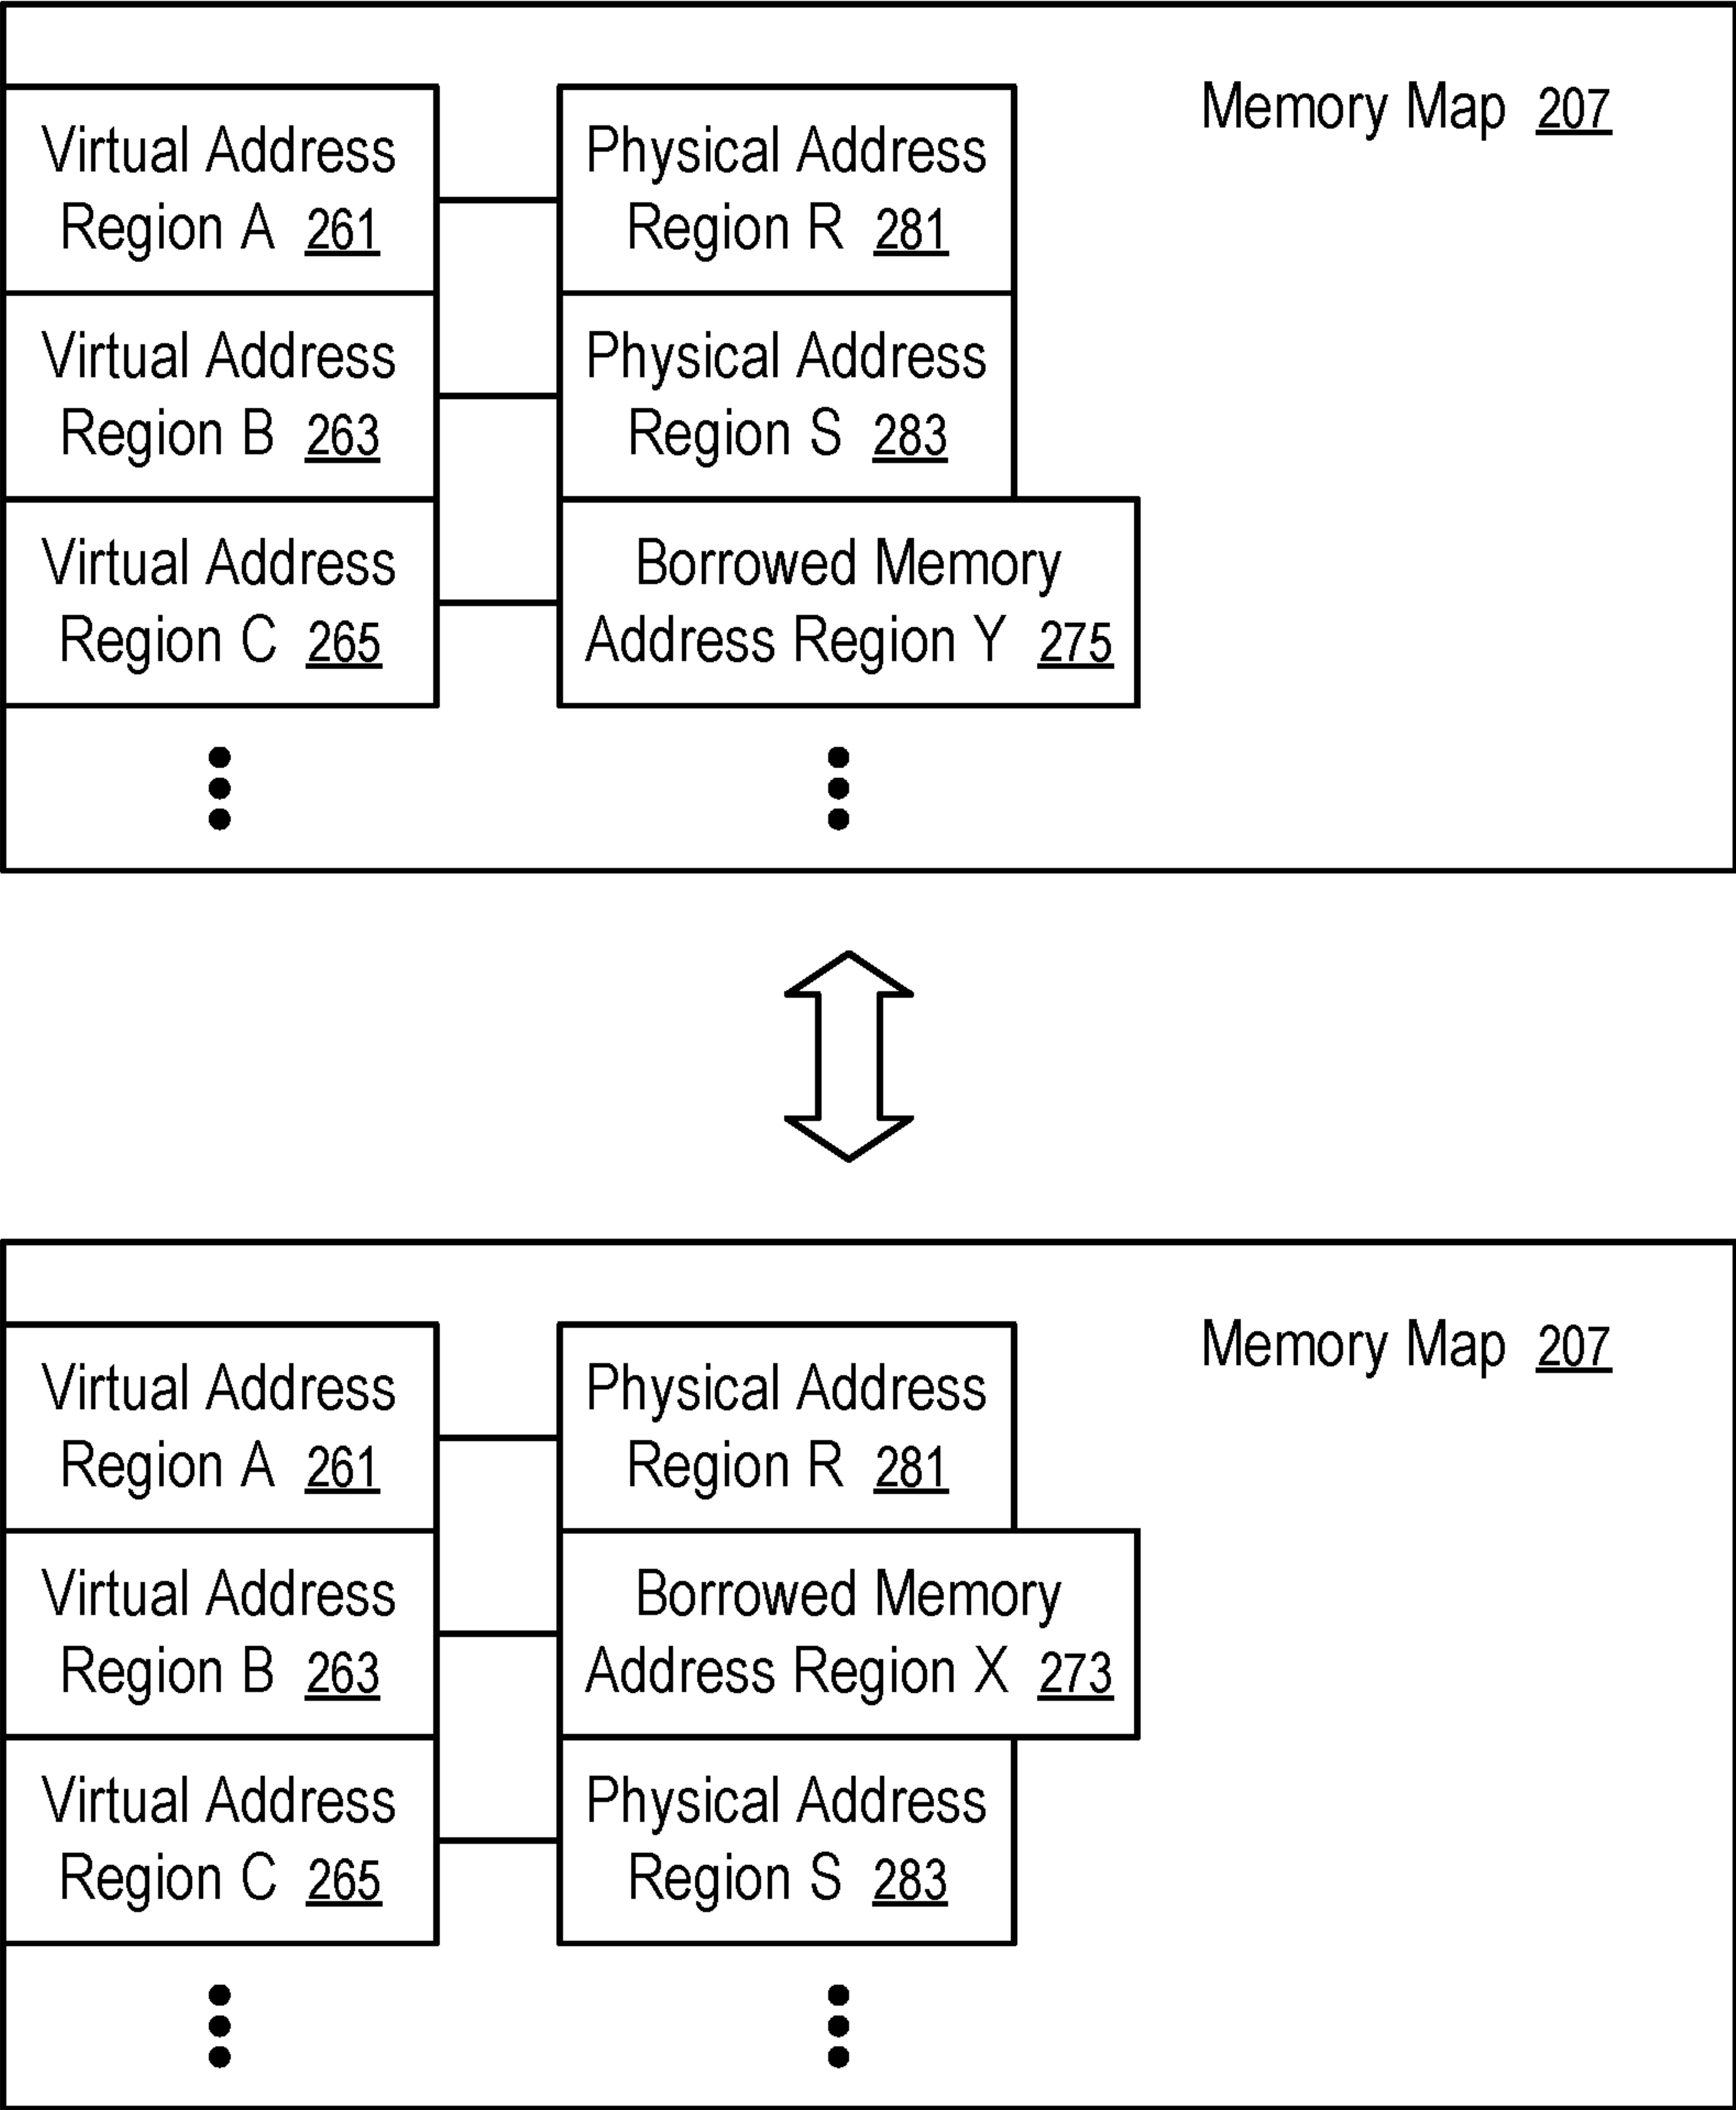 Memory Map 207
Virtual Address
Region A 261
Physical Address
Region R 281
Virtual Address
Region B 263
Physical Address
Region S 283
Virtual Address
Region C 265
Borrowed Memory
Address Region Y 275
Memory Map 207
Virtual Address
Region A 261
Physical Address
Region R 281
Virtual Address
Region B 263
Borrowed Memory
Address Region X 273
Virtual Address
Region C 265
Physical Address
Region S 283